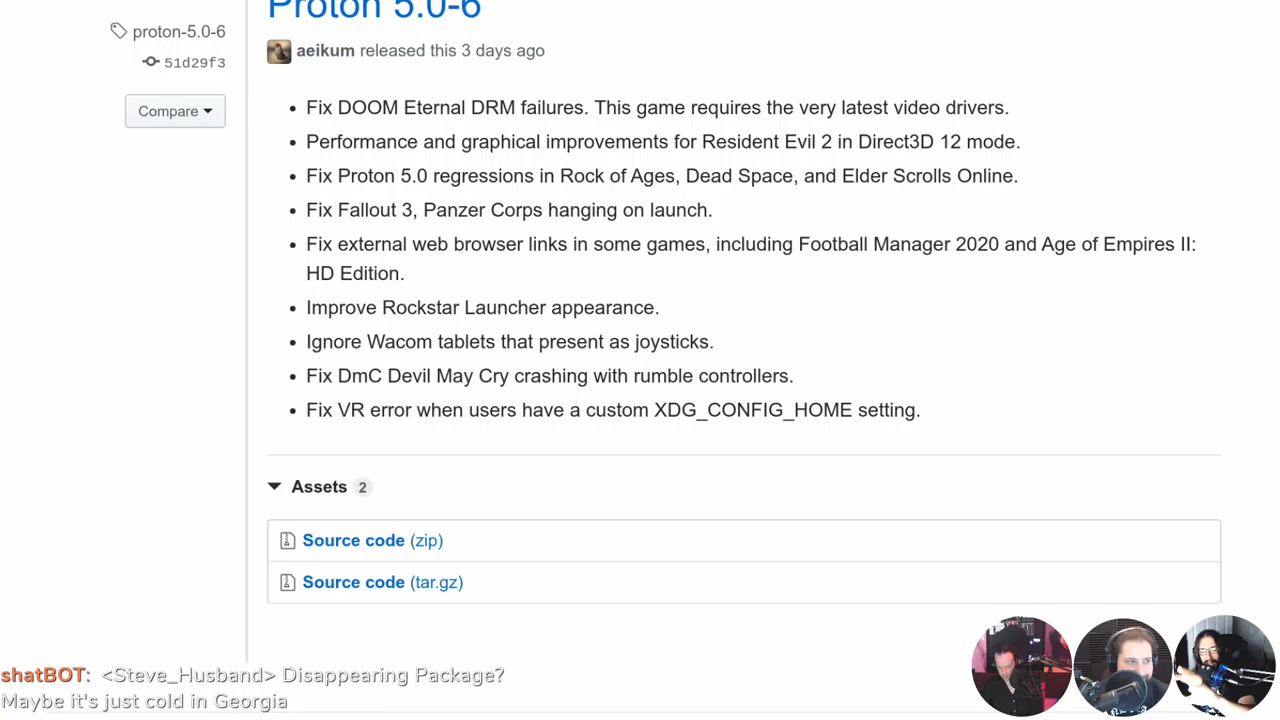 Proton 5.0-6
proton-5.0-6
51d29f3
Compare
aeikum released this 3 days ago
Fix DOOM Eternal DRM failures. This game requires the very latest video drivers.
Performance and graphical improvements for Resident Evil 2 in Direct3D 12 mode.
Fix Proton 5.0 regressions in Rock of Ages, Dead Space, and Elder Scrolls Online.
Fix Fallout 3, Panzer Corps hanging on launch.
Fix external web browser links in some games, including Football Manager 2020 and Age of Empires II:
HD Edition.
Improve Rockstar Launcher appearance.
Ignore Wacom tablets that present as joysticks.
Fix DmC Devil May Cry crashing with rumble controllers.
Fix VR error when users have a custom XDG_CONFIG_HOME setting.
Assets 2
Source code (zip)
Source code (tar.gz)
shatBOT: <Steve_Husband> Disappearing Package?
Maybe it's just cold in Georgia